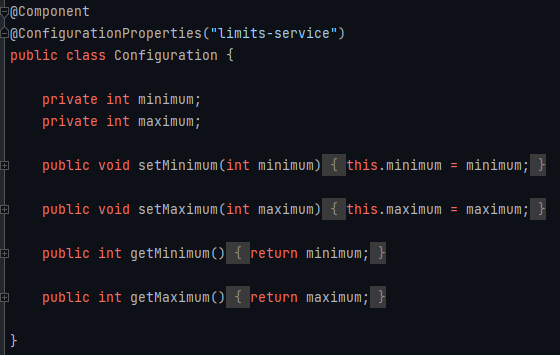 @Component
@ConfigurationProperties("limits-service")
public class Configuration {
private int minimum;
private int maximum;
public void setMinimum(int minimum) { this.minimum = minimum; }
public void setMaximum(int maximum) { this.maximum = maximum; }
public int getMinimum() { return minimum; }
public int getMaximum() { return maximum; }
}